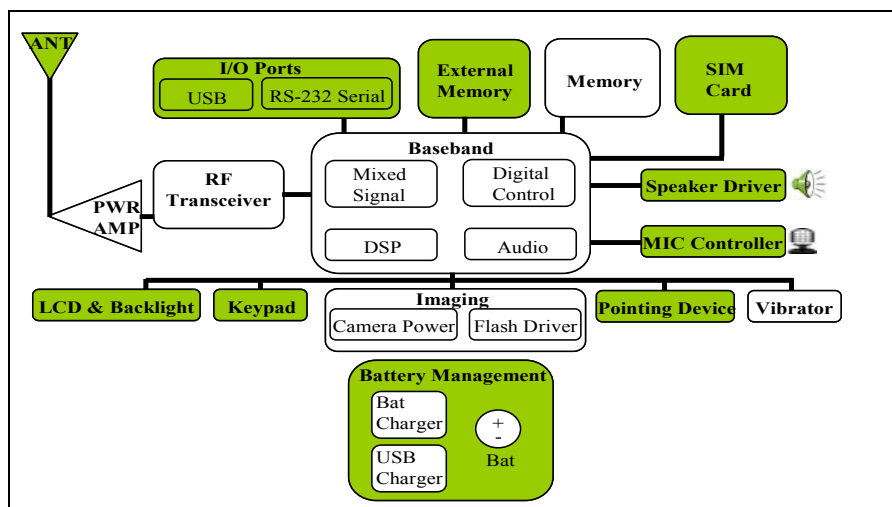 ANT
I/O Ports
USB
RS-232 Serial
External
Memory
Memory
SIM
Card
Baseband
Mixed
Signal
Digital
Control
DSP
Audio
RF
Transceiver
PWR
AMP
Speaker Driver
MIC Controller
LCD & Backlight
Keypad
Imaging
Camera Power
Flash Driver
Pointing Device
Vibrator
Battery Management
Bat
Charger
USB
Charger
+
-
Bat